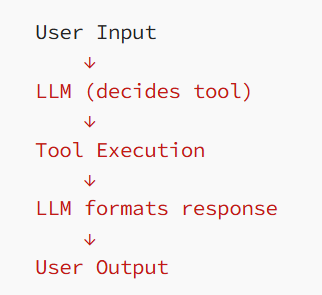 User Input
↓
LLM (decides tool)
↓
Tool Execution
↓
LLM formats response
↓
User Output